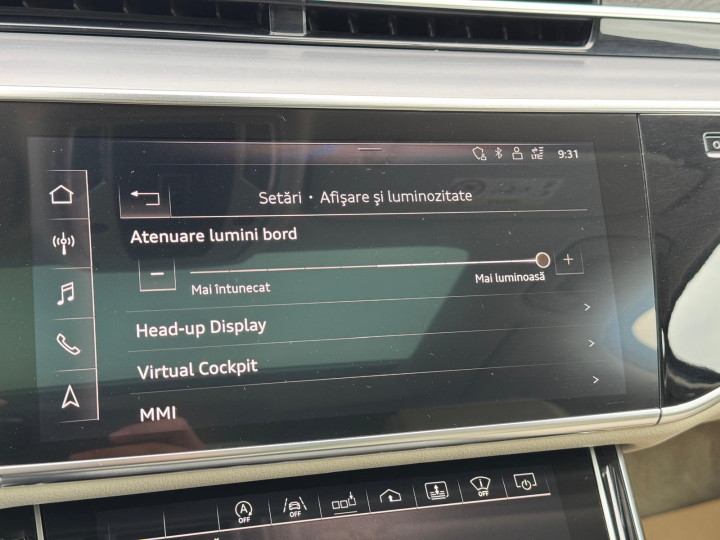 9:31
Setări • Afișare și luminozitate
Atenuare lumini bord
Mai întunecat
Mai luminoasă
Head-up Display
Virtual Cockpit
MMI
A
OFF
OFF
OFF